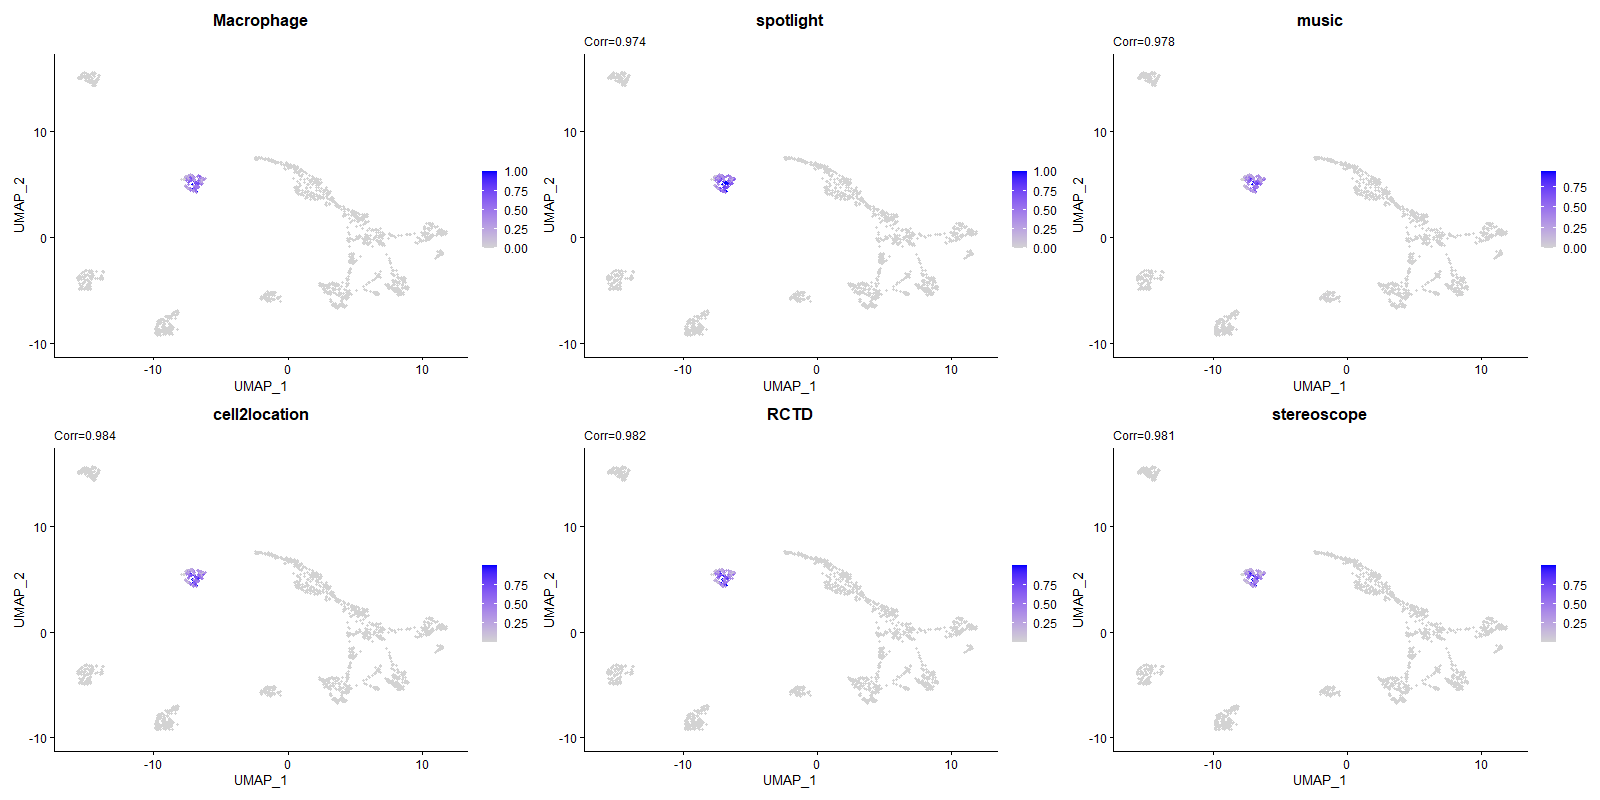 Macrophage
10
0
-10
UMAP_2
-10 0 10
UMAP_1
1.00
0.75
0.50
0.25
0.00
spotlight
Corr=0.974
10
0
-10
UMAP_2
-10 0 10
UMAP_1
1.00
0.75
0.50
0.25
0.00
music
Corr=0.978
10
0
-10
UMAP_2
-10 0 10
UMAP_1
0.75
0.50
0.25
0.00
cell2location
Corr=0.984
10
0
-10
UMAP_2
-10 0 10
UMAP_1
0.75
0.50
0.25
RCTD
Corr=0.982
10
0
-10
UMAP_2
-10 0 10
UMAP_1
0.75
0.50
0.25
stereoscope
Corr=0.981
10
0
-10
UMAP_2
-10 0 10
UMAP_1
0.75
0.50
0.25